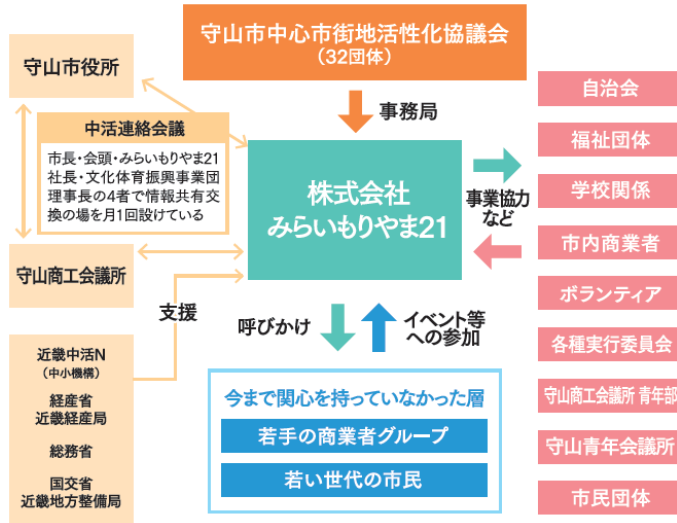 守山市中心市街地活性化協議会
(32団体)
守山市役所
事務局
中活連絡会議
市長・会頭・みらいもりやま21
社長・文化体育振興事業団
理事長の4者で情報共有交
換の場を月1回設けている
株式会社
みらいもりやま21
事業協力
など
守山商工会議所
支援
近畿中活N
(中小機構)
経産省
近畿経産局
総務省
国交省
近畿地方整備局
呼びかけ
イベント等
への参加
今まで関心を持っていなかった層
若手の商業者グループ
若い世代の市民
自治会
福祉団体
学校関係
市内商業者
ボランティア
各種実行委員会
守山商工会議所 青年部
守山青年会議所
市民団体